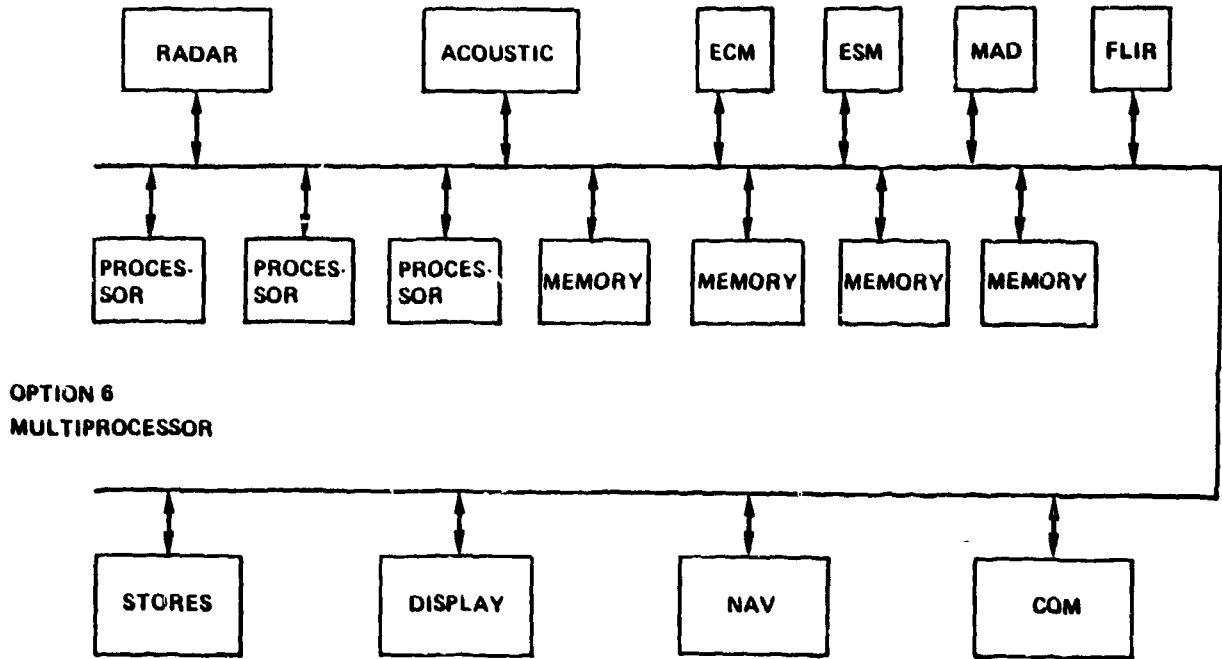 RADAR
ACOUSTIC
ECM
ESM
MAD
FLIR
PROCES-
SOR
PROCES-
SOR
PROCES-
SOR
MEMORY
MEMORY
MEMORY
MEMORY
OPTION 6
MULTIPROCESSOR
STORES
DISPLAY
NAV
COM